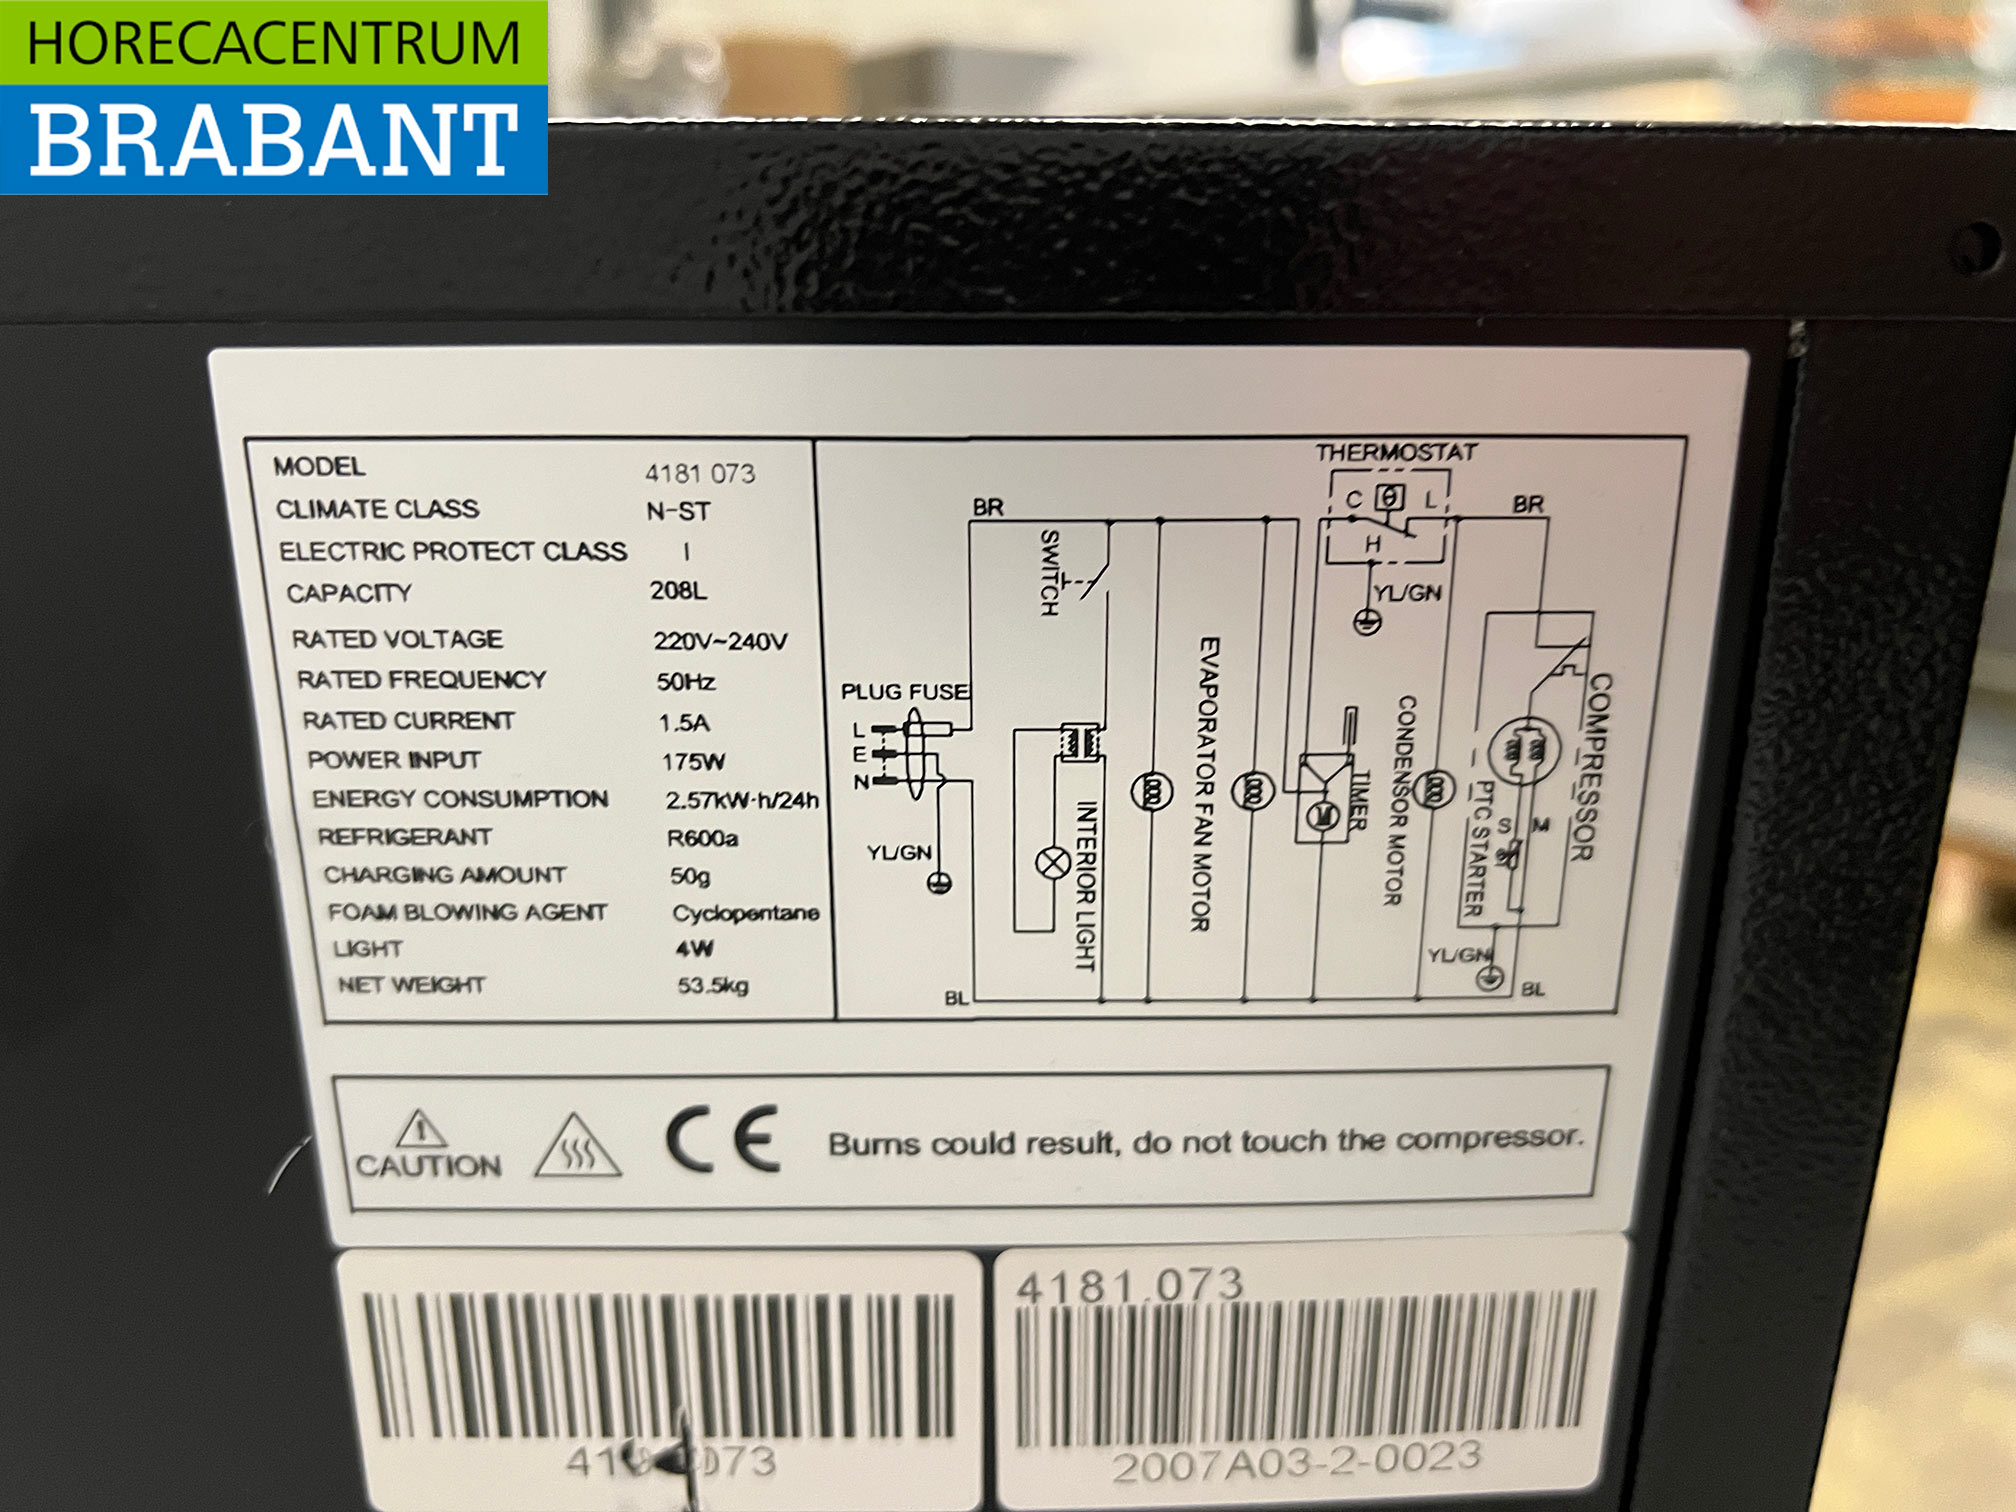 HORECACENTRUM
BRABANT
MODEL 4181 073
CLIMATE CLASS N-ST
ELECTRIC PROTECT CLASS I
CAPACITY 208L
RATED VOLTAGE 220V~240V
RATED FREQUENCY 50Hz
RATED CURRENT 1.5A
POWER INPUT 175W
ENERGY CONSUMPTION 2.57kW·h/24h
REFRIGERANT R600a
CHARGING AMOUNT 50g
FOAM BLOWING AGENT Cyclopentane
LIGHT 4W
NET WEIGHT 53.5kg
THERMOSTAT
C L
H
BR
BR
YL/GN
SWITCH
PLUG FUSE
L
E
N
YL/GN
INTERIOR LIGHT
EVAPORATOR FAN MOTOR
TIMER
CONDENSOR MOTOR
COMPRESSOR
PTC STARTER
S M
YL/GN
BL
BL
CAUTION
CE
Burns could result, do not touch the compressor.
4181.073
2007A03-2-0023